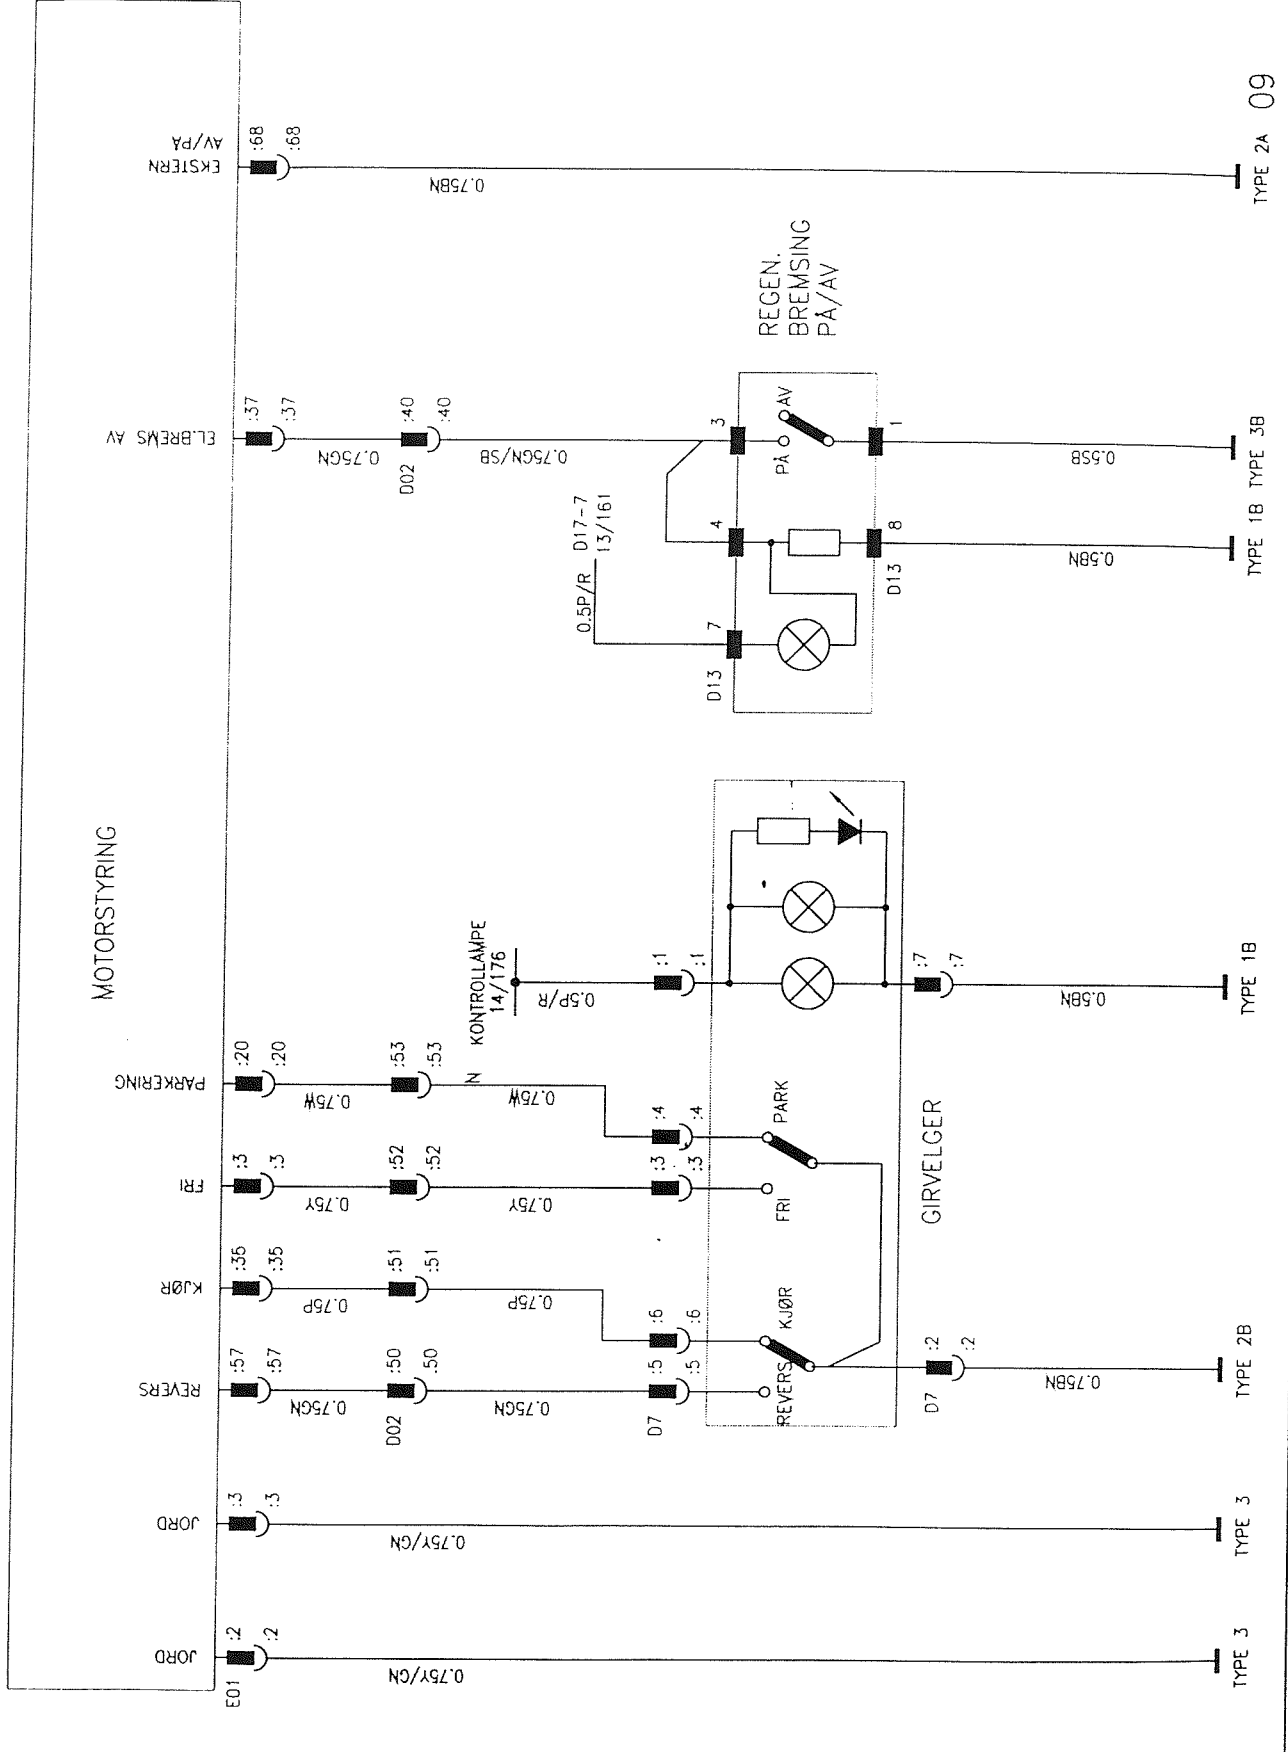 MOTORSTYRING
JORD
JORD
REVERS
KJØR
FRI
PARKERING
EL.BREMS AV
EKSTERN
AV/PÅ
E01
:2
:2
:3
:3
:57
:57
:35
:35
:3
:3
:20
:20
:37
:37
:68
:68
0.75Y/GN
0.75Y/GN
0.75GN
0.75P
0.75Y
0.75W
0.75GN
0.75BN
D02
:50
:50
:51
:51
:52
:52
:53
:53
D02
:40
:40
0.75GN
0.75P
0.75Y
0.75W
N
KONTROLLAMPE
14/176
0.5P/R
0.75GN/SB
0.5P/R
D17-7
13/161
D7
:5
:5
:6
:6
:3
:3
:4
:4
:1
:1
D13
7
4
3
REGEN.
BREMSING
PÅ/AV
REVERS
KJØR
FRI
PARK
PÅ
AV
D7
:2
:2
GIRVELGER
:7
:7
D13
8
1
0.75BN
0.5BN
0.5BN
0.5SB
TYPE 3
TYPE 3
TYPE 2B
TYPE 1B
TYPE 1B
TYPE 3B
TYPE 2A
09